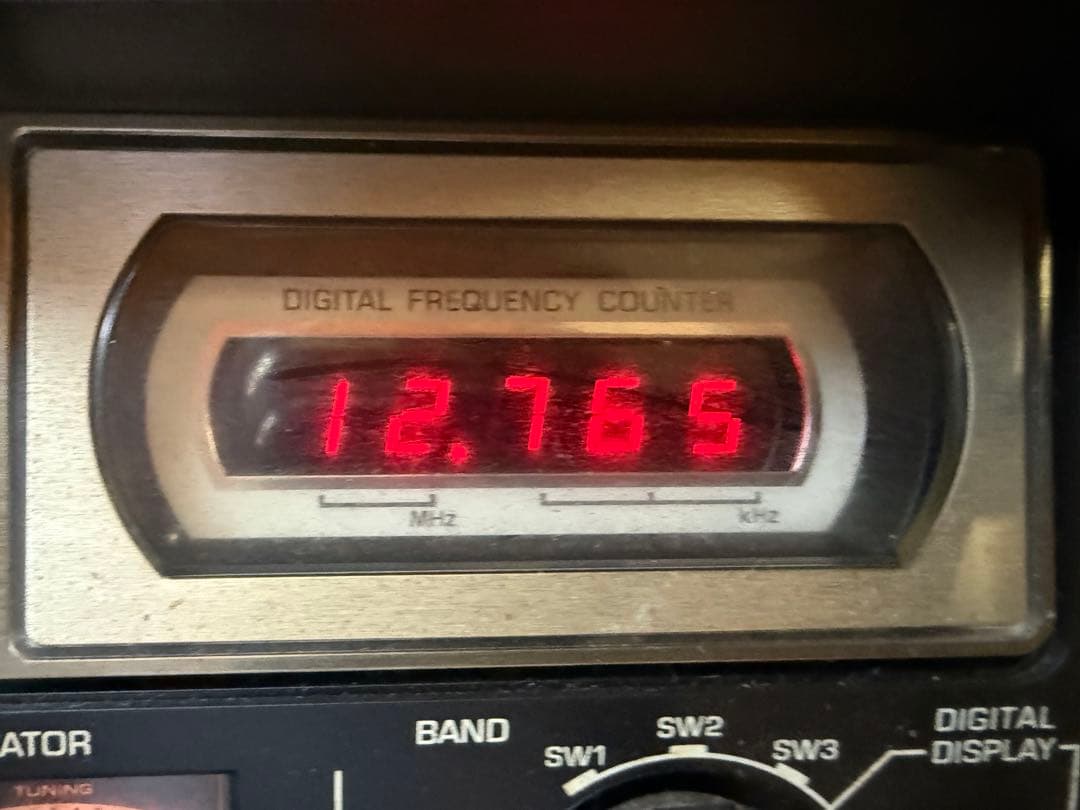 DIGITAL FREQUENCY COUNTER
12.765
MHz kHz
ATOR
TUNING
BAND
SW1 SW2 SW3
DIGITAL
DISPLAY